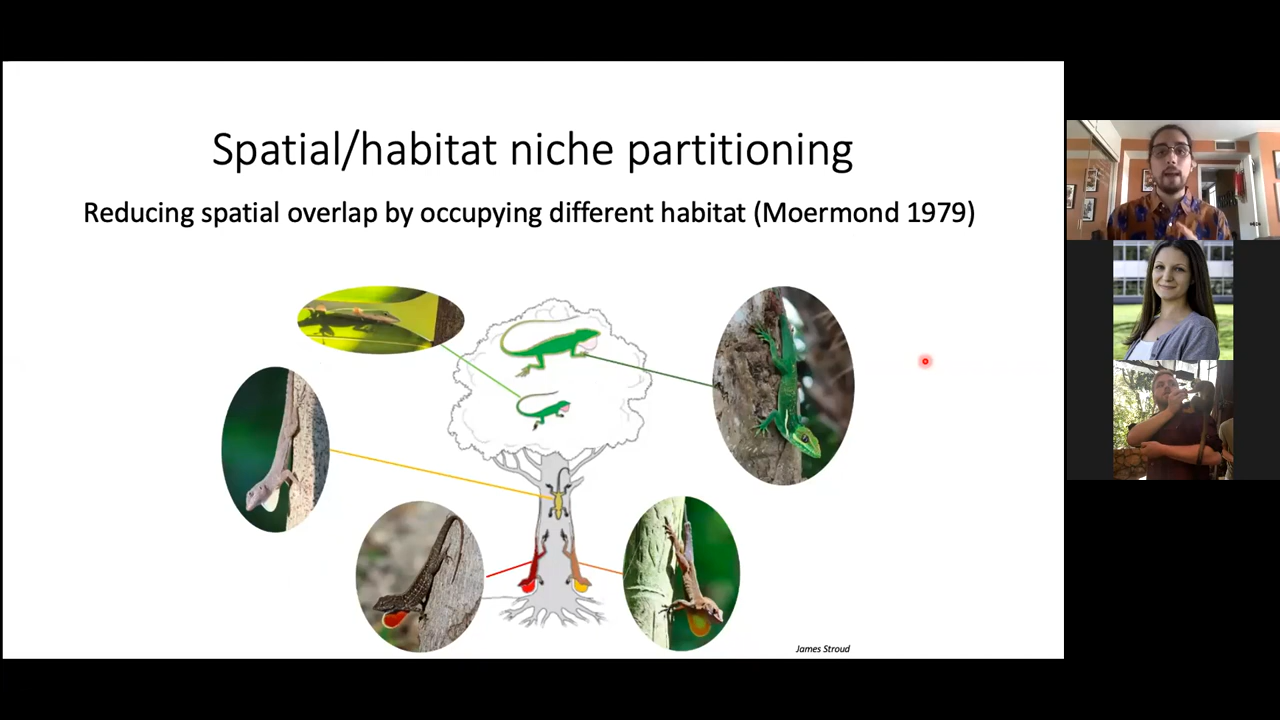 Spatial/habitat niche partitioning
Reducing spatial overlap by occupying different habitat (Moermond 1979)
James Stroud